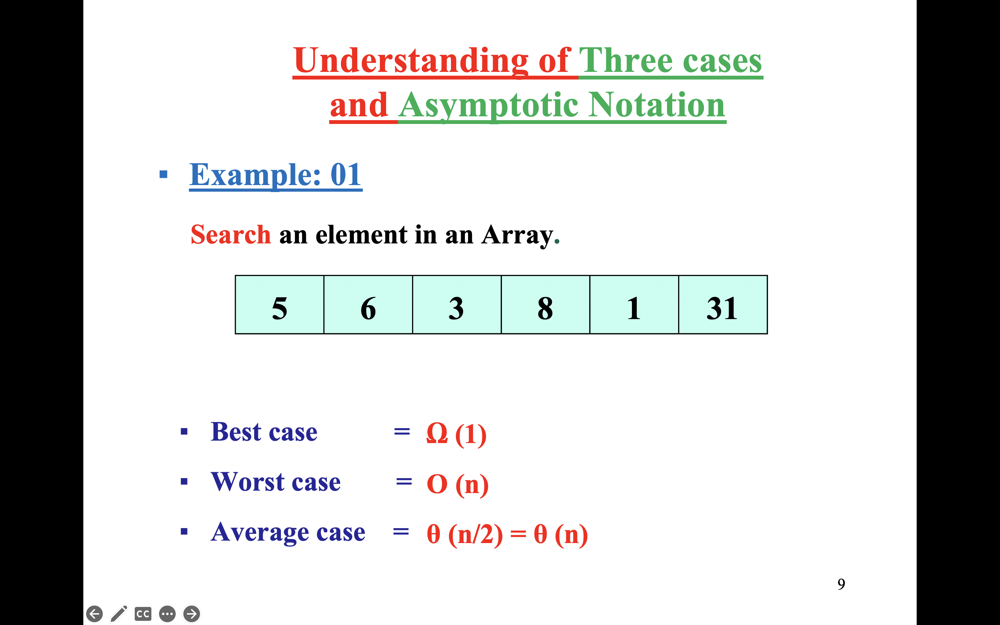 Understanding of Three cases
and Asymptotic Notation
▪ Example: 01
Search an element in an Array.
5 6 3 8 1 31
▪ Best case = Ω (1)
▪ Worst case = O (n)
▪ Average case = θ (n/2) = θ (n)
9
CC